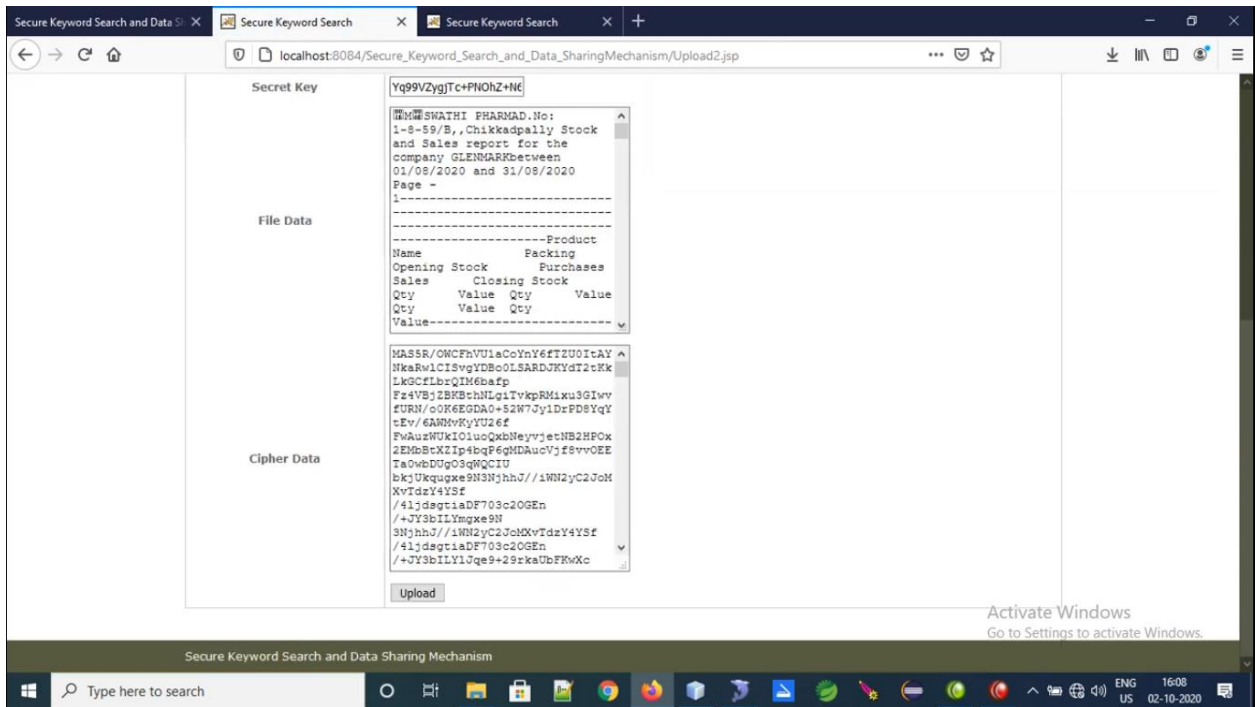 Secure Keyword Search and Data Sh
Secure Keyword Search
Secure Keyword Search
localhost:8084/Secure_Keyword_Search_and_Data_SharingMechanism/Upload2.jsp
Secret Key
Yq99VZygjTc+PNOhZ+N6
File Data
SWATHI PHARMAD.No:
1-8-59/B,,Chikkadpally Stock
and Sales report for the
company GLENMARKbetween
01/08/2020 and 31/08/2020
Page -
1----------------------------
-----------------------------
-----------------------------
--------------------Product
Name Packing
Opening Stock Purchases
Sales Closing Stock
Qty Value Qty Value
Qty Value Qty
Value------------------------
Cipher Data
MAS5R/OWCFhVU1aCoYnY6fTZU0ItAY
NkaRwlCISvgYDBo0LSARDJKYdT2tKk
LkGCfLbrQIM6bafp
Fz4VBjZBKBthNLgiTvkpRMixu3GIwv
fURN/o0K6EGDA0+52W7Jy1DrPD8YqY
tEv/6AWMvKyYU26f
FwAuzWUkIO1uoQxbNeyvjetNB2HPOx
2EMbBtXZIp4bqP6gMDAucVjf8vvOEE
Ta0wbDUgO3qWQCIU
bkjUkqugxe9N3NjhhJ//iWN2yC2JoM
XvTdzY4YSf
/4ljdsgtiaDF703c2OGEn
/+JY3bILYmgxe9N
3NjhhJ//iWN2yC2JoMXvTdzY4YSf
/4ljdsgtiaDF703c2OGEn
/+JY3bILYlJqe9+29rkaUbFKwXc
Upload
Activate Windows
Go to Settings to activate Windows.
Secure Keyword Search and Data Sharing Mechanism
Type here to search
ENG
US
16:08
02-10-2020